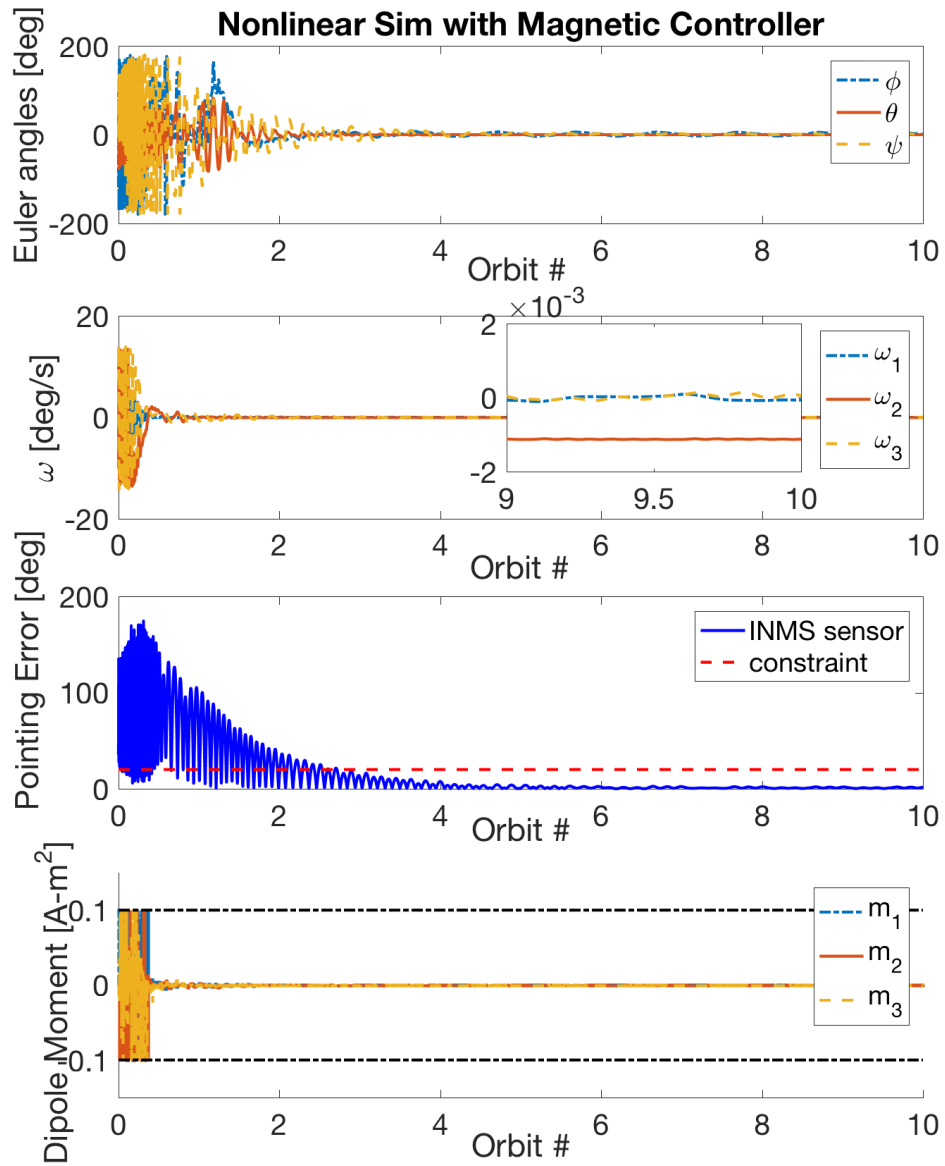 Nonlinear Sim with Magnetic Controller
Euler angles [deg]
200
0
-200
0 2 4 6 8 10
Orbit #
ϕ
θ
ψ
ω [deg/s]
20
0
-20
0 2 4 6 8 10
Orbit #
×10⁻³
2
0
-2
9 9.5 10
ω₁
ω₂
ω₃
Pointing Error [deg]
200
100
0
0 2 4 6 8 10
Orbit #
INMS sensor
constraint
Dipole Moment [A-m²]
0.1
0
-0.1
0 2 4 6 8 10
Orbit #
m₁
m₂
m₃